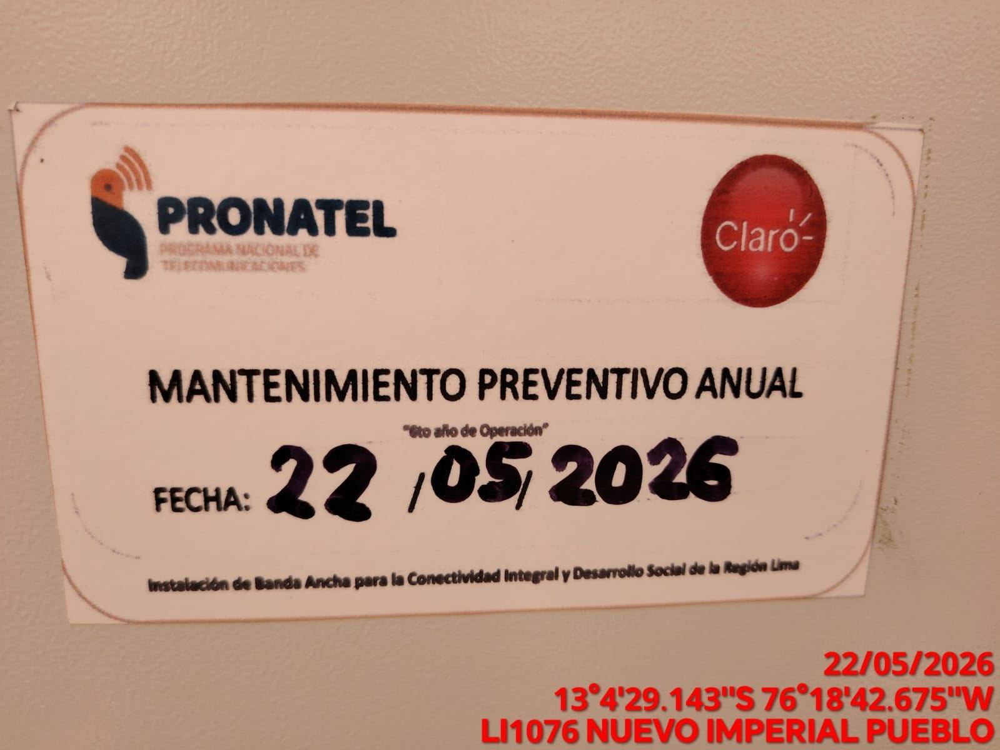 PRONATEL
PROGRAMA NACIONAL DE
TELECOMUNICACIONES
Claro
MANTENIMIENTO PREVENTIVO ANUAL
"6to año de Operación"
FECHA: 22/05/2026
Instalación de Banda Ancha para la Conectividad Integral y Desarrollo Social de la Región Lima
22/05/2026
13°4'29.143"S 76°18'42.675"W
LI1076 NUEVO IMPERIAL PUEBLO